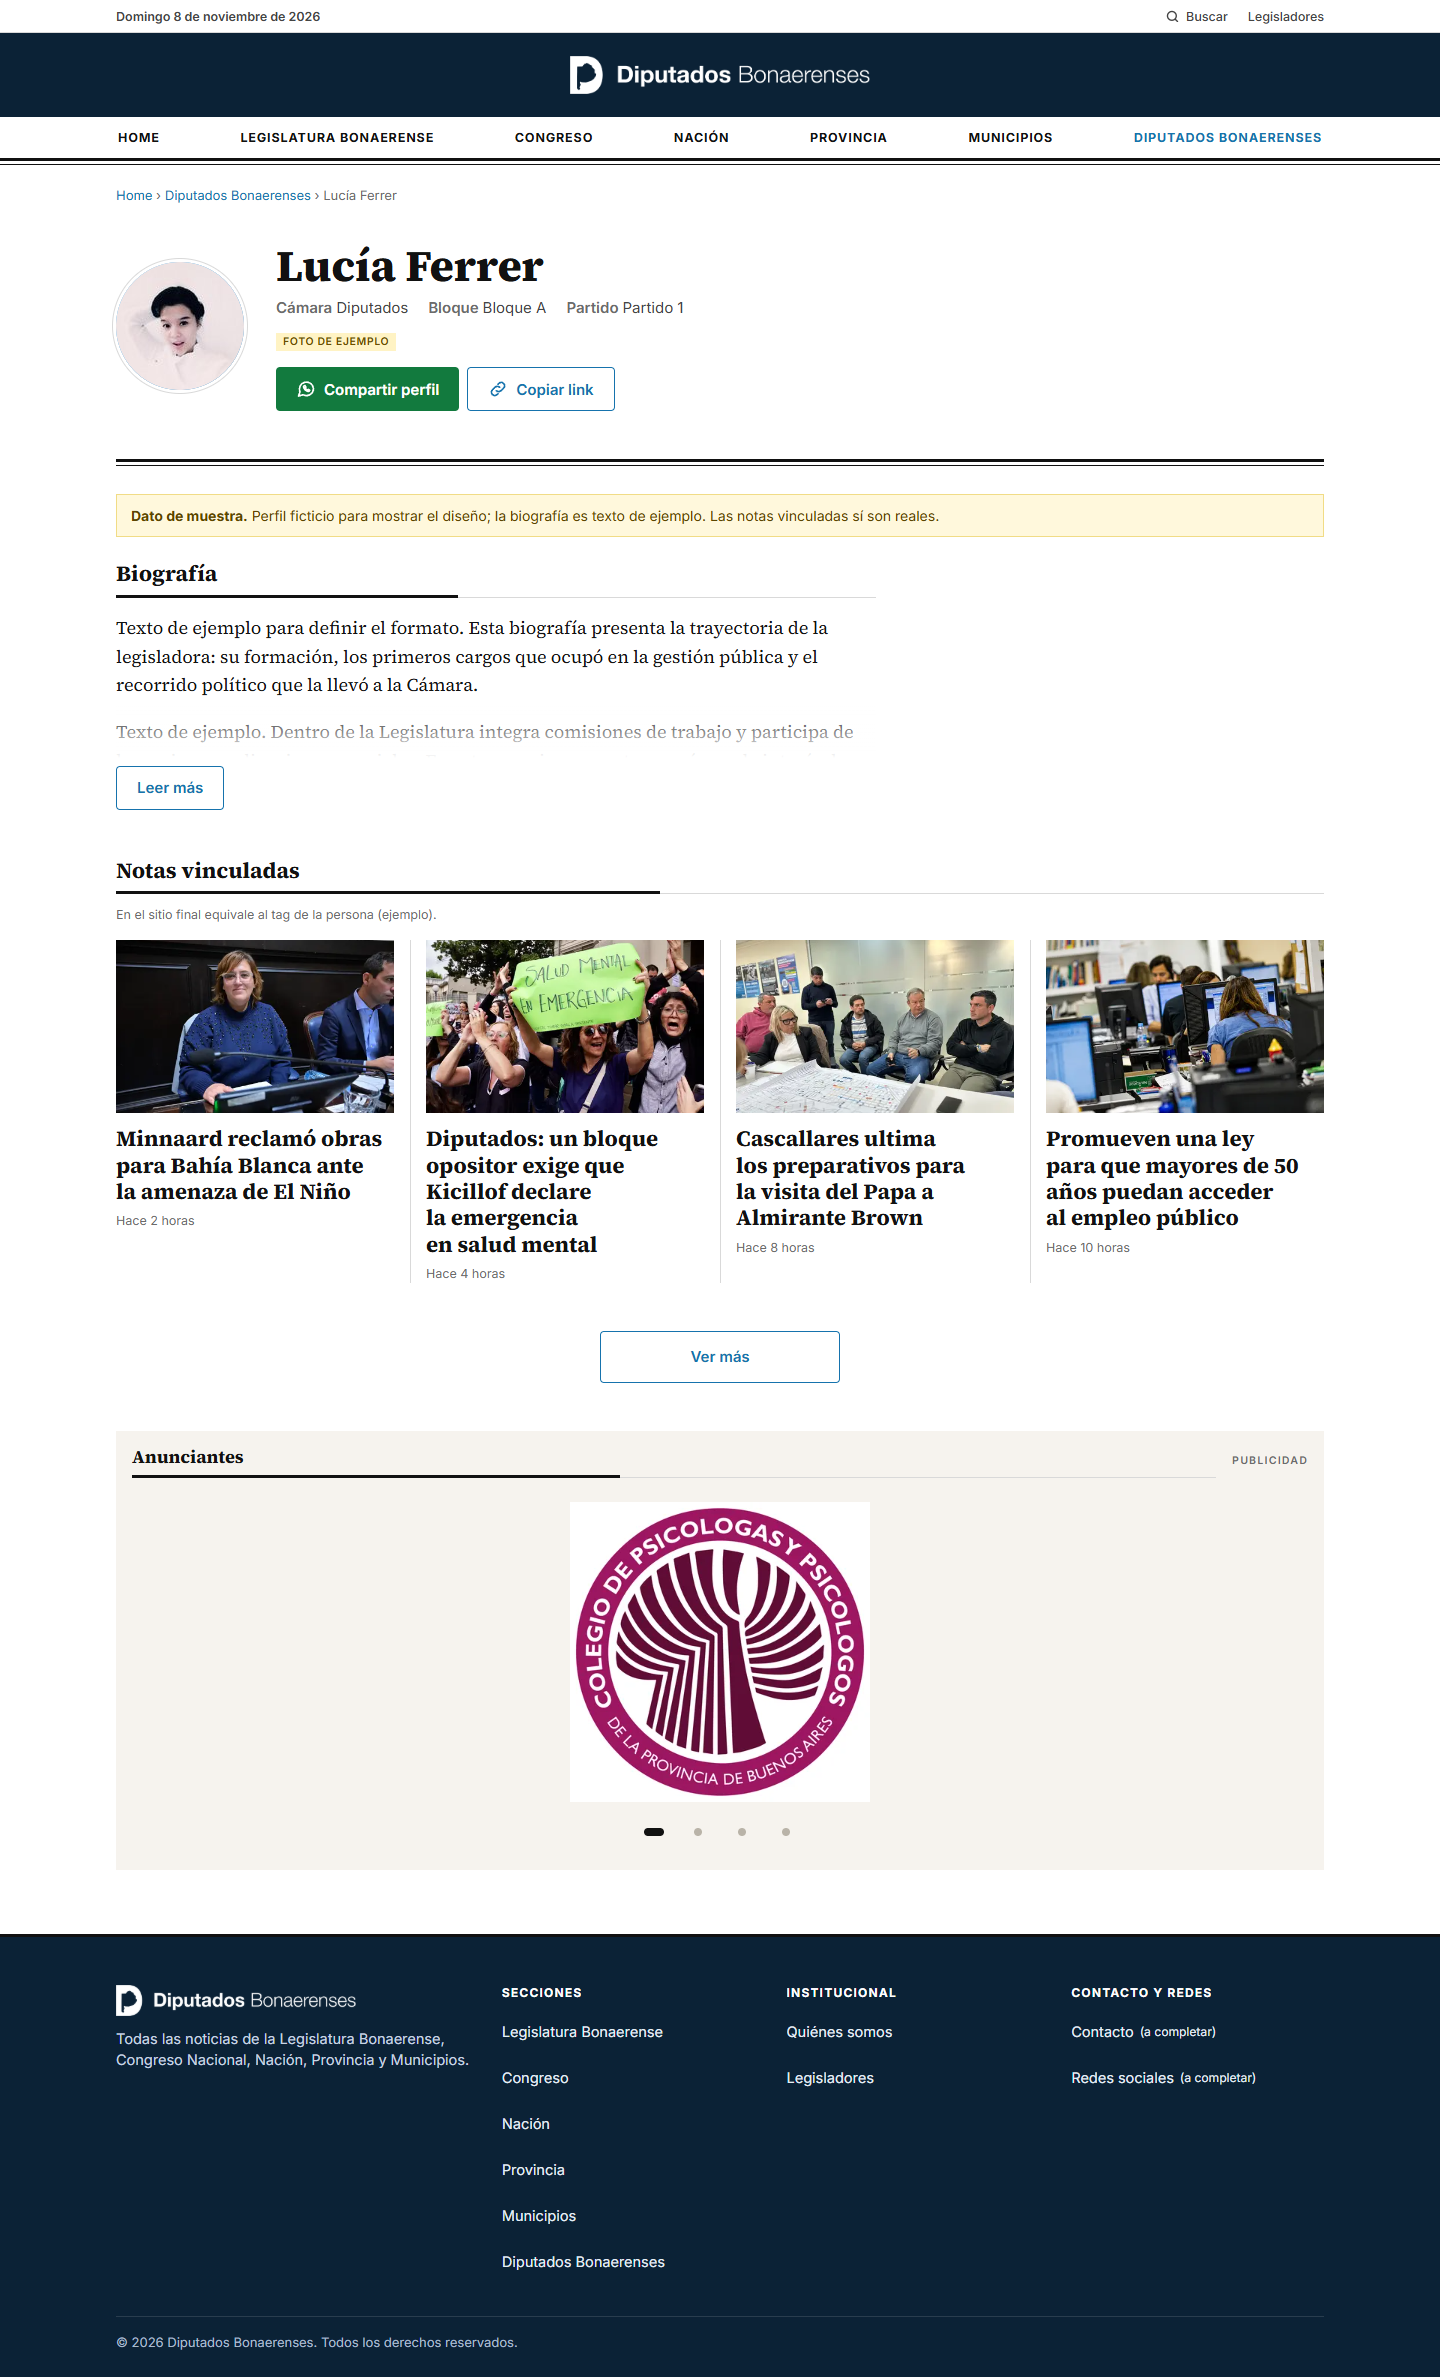 Domingo 8 de noviembre de 2026
Buscar
Legisladores
Diputados Bonaerenses
HOME
LEGISLATURA BONAERENSE
CONGRESO
NACIÓN
PROVINCIA
MUNICIPIOS
DIPUTADOS BONAERENSES
Home › Diputados Bonaerenses › Lucía Ferrer
Lucía Ferrer
Cámara Diputados Bloque Bloque A Partido Partido 1
FOTO DE EJEMPLO
Compartir perfil
Copiar link
Dato de muestra. Perfil ficticio para mostrar el diseño; la biografía es texto de ejemplo. Las notas vinculadas sí son reales.
Biografía
Texto de ejemplo para definir el formato. Esta biografía presenta la trayectoria de la
legisladora: su formación, los primeros cargos que ocupó en la gestión pública y el
recorrido político que la llevó a la Cámara.
Texto de ejemplo. Dentro de la Legislatura integra comisiones de trabajo y participa de
Leer más
Notas vinculadas
En el sitio final equivale al tag de la persona (ejemplo).
SALUD MENTAL
EN EMERGENCIA
Minnaard reclamó obras
para Bahía Blanca ante
la amenaza de El Niño
Hace 2 horas
Diputados: un bloque
opositor exige que
Kicillof declare
la emergencia
en salud mental
Hace 4 horas
Cascallares ultima
los preparativos para
la visita del Papa a
Almirante Brown
Hace 8 horas
Promueven una ley
para que mayores de 50
años puedan acceder
al empleo público
Hace 10 horas
Ver más
Anunciantes
PUBLICIDAD
COLEGIO DE PSICOLOGAS Y PSICOLOGOS
DE LA PROVINCIA DE BUENOS AIRES
Diputados Bonaerenses
Todas las noticias de la Legislatura Bonaerense,
Congreso Nacional, Nación, Provincia y Municipios.
SECCIONES
Legislatura Bonaerense
Congreso
Nación
Provincia
Municipios
Diputados Bonaerenses
INSTITUCIONAL
Quiénes somos
Legisladores
CONTACTO Y REDES
Contacto (a completar)
Redes sociales (a completar)
© 2026 Diputados Bonaerenses. Todos los derechos reservados.